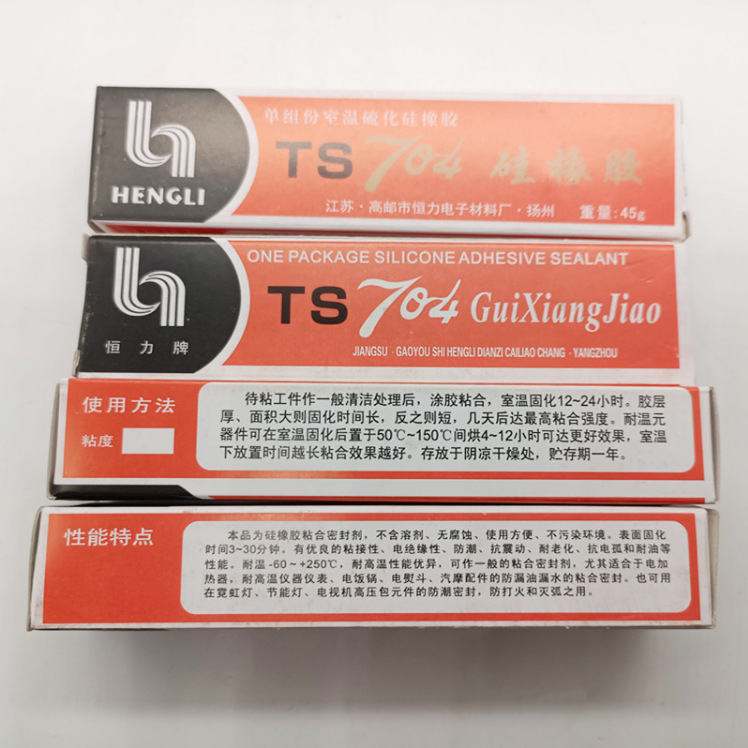 HENGLI
单组份室温硫化硅橡胶
TS 704 硅橡胶
江苏·高邮市恒力电子材料厂·扬州 重量:45g
恒力牌
ONE PACKAGE SILICONE ADHESIVE SEALANT
TS 704 GuiXiangJiao
JIANGSU · GAOYOU SHI HENGLI DIANZI CAILIAO CHANG · YANGZHOU
使用方法
粘度
待粘工件作一般清洁处理后，涂胶粘合，室温固化12~24小时。胶层
厚、面积大则固化时间长，反之则短，几天后达最高粘合强度。耐温元
器件可在室温固化后置于50℃~150℃间烘4~12小时可达更好效果，室温
下放置时间越长粘合效果越好。存放于阴凉干燥处，贮存期一年。
性能特点
本品为硅橡胶粘合密封剂，不含溶剂、无腐蚀、使用方便、不污染环境。表面固化
时间3~30分钟。有优良的粘接性、电绝缘性、防潮、抗震动、耐老化、抗电孤和耐油等
性能。耐温-60~+250℃，耐高温性能优异，可作一般的粘合密封剂，尤其适合于电加
热器，耐高温仪器仪表、电饭锅、电熨斗、汽摩配件的防漏油漏水的粘合密封。也可用
在霓虹灯、节能灯、电视机高压包元件的防潮密封，防打火和灭弧之用。